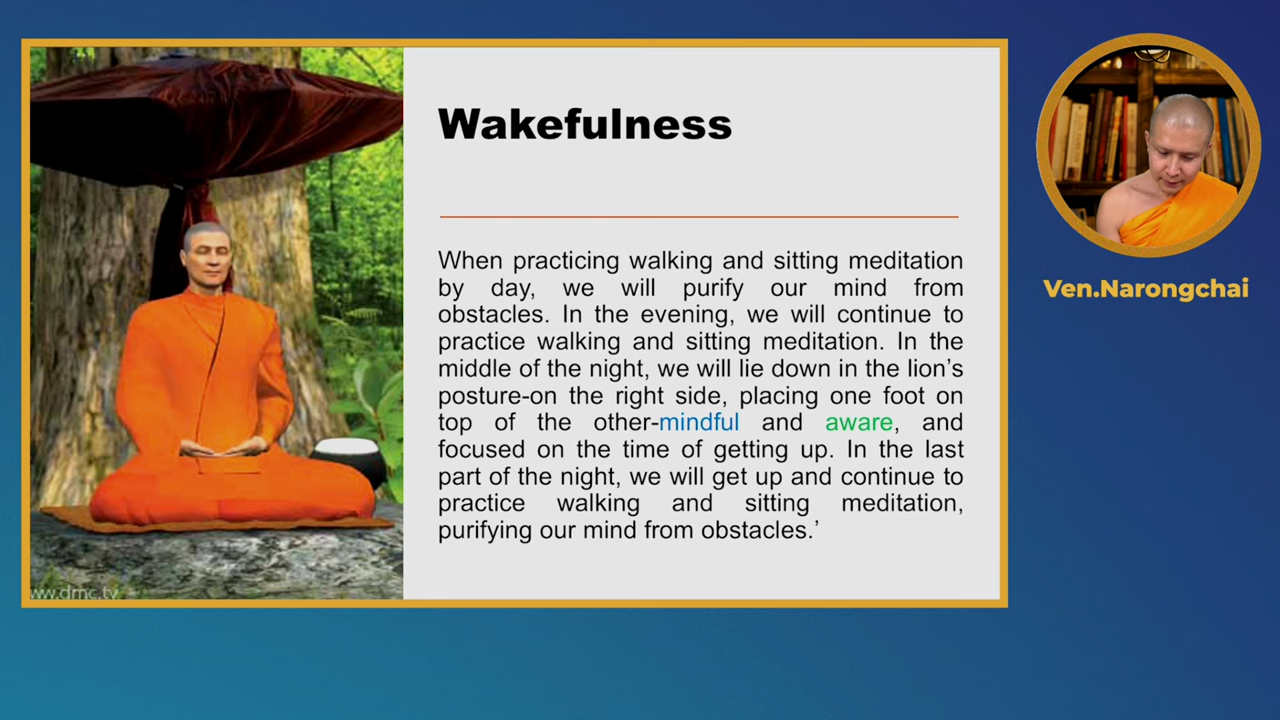 Wakefulness
When practicing walking and sitting meditation
by day, we will purify our mind from
obstacles. In the evening, we will continue to
practice walking and sitting meditation. In the
middle of the night, we will lie down in the lion’s
posture-on the right side, placing one foot on
top of the other-mindful and aware, and
focused on the time of getting up. In the last
part of the night, we will get up and continue to
practice walking and sitting meditation,
purifying our mind from obstacles.’
ww.dmc.tv
Ven.Narongchai